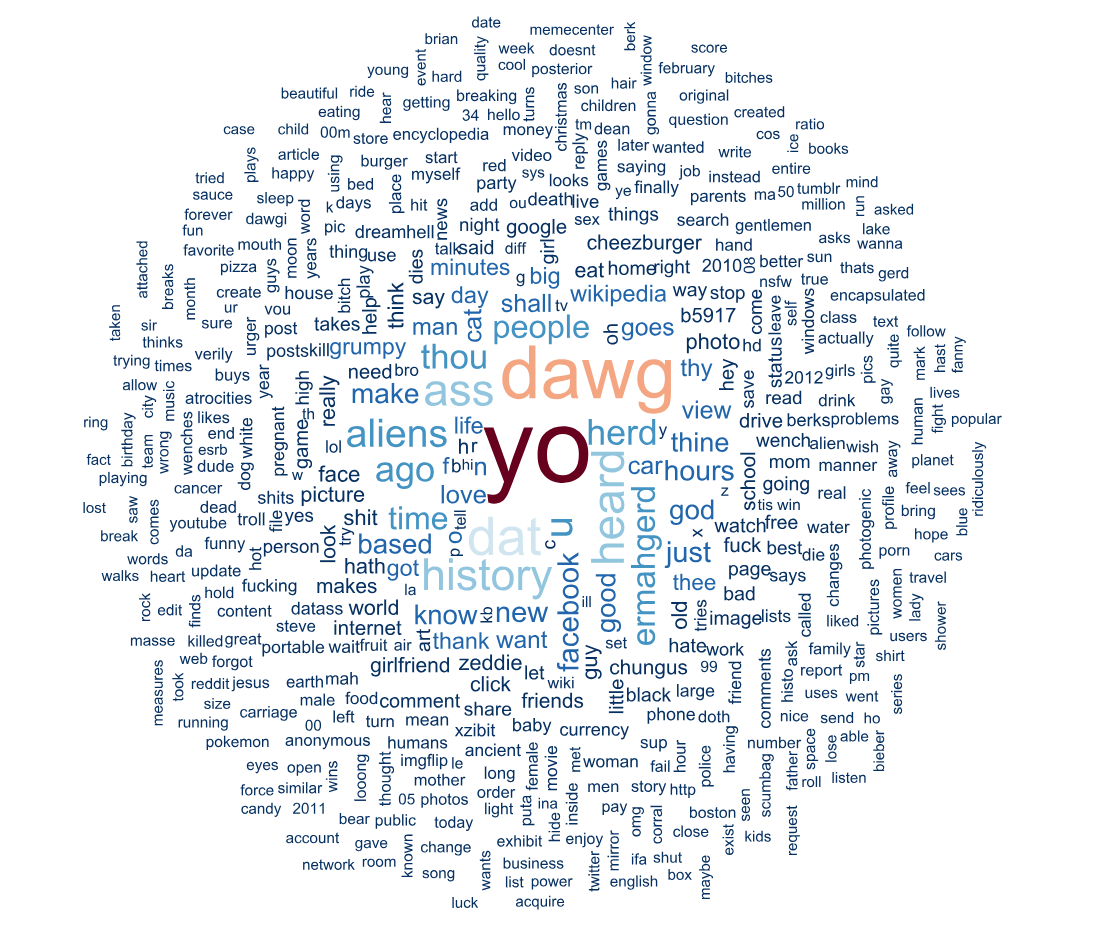 date
brian
memecenter
berk
week
doesnt
score
young
event
hard
quality
cool
posterior
window
february
bitches
beautiful
ride
hear
getting
breaking
turns
christmas
son
hair
children
gonna
original
eating
34
hello
question
created
case
child
00m
store
encyclopedia
money
tm
dean
cos
ratio
plays
article
using
burger
start
video
reply
games
later
wanted
write
ice
books
tried
happy
bed
place
myself
red
sys
looks
saying
job
instead
entire
sauce
sleep
k
days
hit
add
party
ou
death
live
ye
finally
parents
ma
50
tumblr
mind
forever
dawgi
word
pic
dreamhell
news
night
google
sex
things
search
gentlemen
million
run
asked
fun
favorite
mouth
moon
years
thing
use
talk
said
diff
girl
cheezburger
hand
asks
lake
wanna
attached
breaks
pizza
guys
bitch
play
dies
minutes
g
big
eat
home
right
2010
08
better
sun
thats
gerd
month
create
house
help
think
say
day
shall
tv
wikipedia
way
stop
come
nsfw
self
true
encapsulated
taken
sir
ur
vou
sure
urger
post
takes
man
cat
people
oh
goes
b5917
status
leave
windows
class
text
thinks
verily
postskill
grumpy
thou
dawg
photo
hd
actually
quite
follow
trying
times
buys
year
need
bro
thy
hey
save
2012
girls
pics
mark
hast
fanny
allow
city
music
atrocities
high
really
make
ass
view
read
drink
gay
lives
ring
birthday
team
wrong
likes
wenches
end
white
game
th
aliens
life
yo
herd
y
thine
drive
berks
problems
human
fight
popular
fact
esrb
dude
dog
pregnant
lol
hr
wench
alien
wish
playing
cancer
w
face
ago
fb
hi
n
heard
car
hours
school
mom
manner
away
planet
lost
saw
comes
dead
shits
picture
love
z
going
real
profile
feel
sees
ridiculously
break
youtube
troll
file
yes
shit
time
tell
dat
u
ermahgerd
god
tis
win
bring
blue
words
da
funny
hot
person
look
try
based
p
o
c
just
x
watch
free
water
photogenic
hope
walks
heart
update
hath
got
history
facebook
good
fuck
best
die
porn
cars
rock
hold
fucking
makes
la
thee
page
says
changes
women
travel
edit
finds
content
datass
world
know
kb
new
ill
old
tries
bad
image
lists
called
liked
pictures
lady
shower
masse
killed
great
steve
internet
art
thank
want
guy
set
hate
work
users
web
forgot
portable
wait
fruit
air
girlfriend
zeddie
let
wiki
chungus
99
friend
comments
ask
family
star
shirt
measures
took
reddit
jesus
earth
mah
click
little
black
large
histo
report
pm
size
male
food
comment
share
friends
uses
went
series
running
carriage
00
left
turn
mean
xzibit
baby
currency
phone
doth
nice
send
ho
pokemon
anonymous
humans
ancient
sup
hour
police
having
number
space
lose
able
bieber
eyes
open
wins
looong
thought
imgflip
le
long
female
movie
met
woman
fail
father
roll
listen
force
similar
mother
order
men
story
http
scumbag
candy
2011
05
photos
light
puta
ina
inside
pay
boston
seen
bear
public
today
hide
omg
corral
close
exist
kids
request
account
gave
known
change
exhibit
enjoy
mirror
network
room
song
wants
business
twitter
ifa
shut
list
power
english
box
maybe
luck
acquire